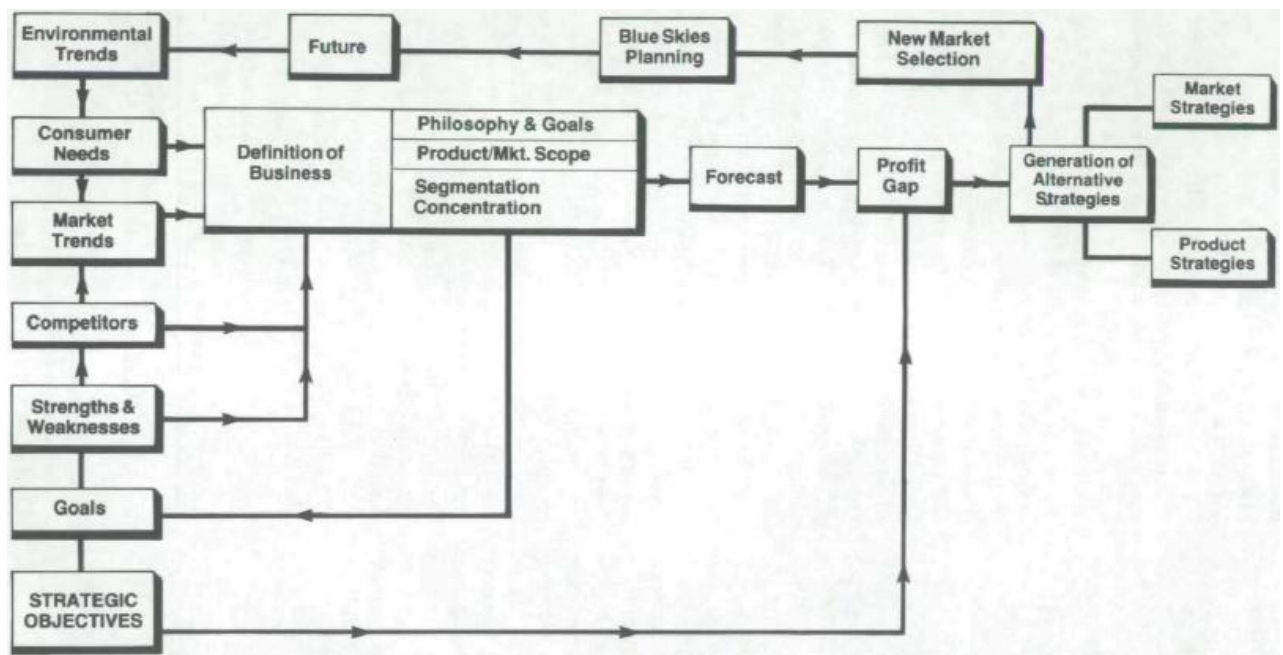 Environmental
Trends
Future
Blue Skies
Planning
New Market
Selection
Market
Strategies
Consumer
Needs
Definition of
Business
Philosophy & Goals
Product/Mkt. Scope
Segmentation
Concentration
Forecast
Profit
Gap
Generation of
Alternative
Strategies
Market
Trends
Product
Strategies
Competitors
Strengths &
Weaknesses
Goals
STRATEGIC
OBJECTIVES